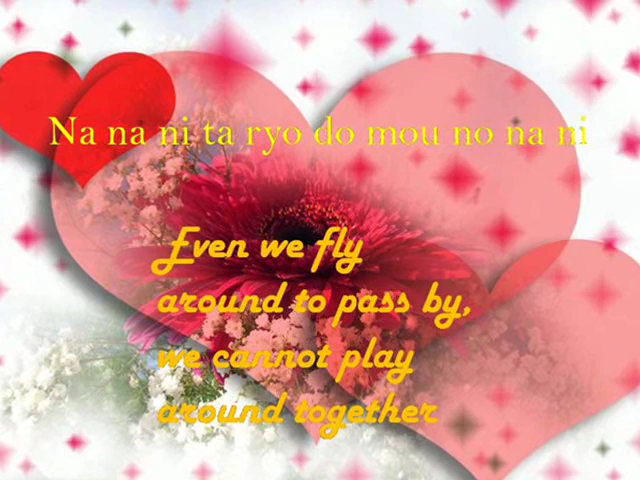 Na na ni ta ryo do mou no na ni
Even we fly
around to pass by,
we cannot play
around together